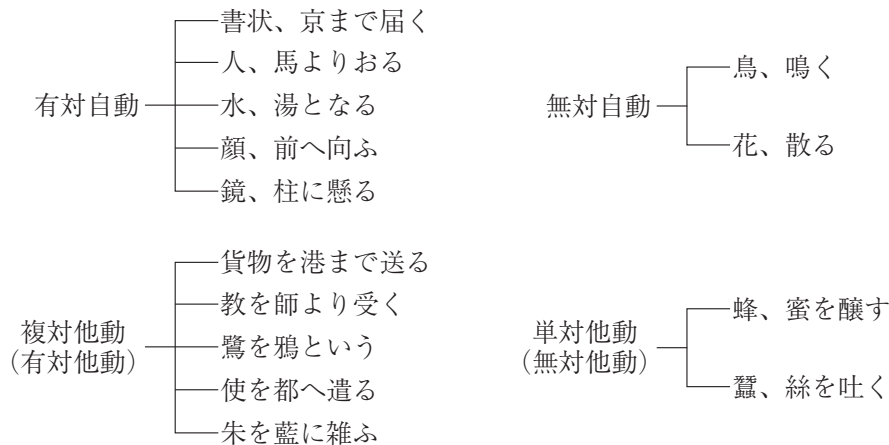 有対自動
書状、京まで届く
人、馬よりおる
水、湯となる
顔、前へ向ふ
鏡、柱に懸る
無対自動
鳥、鳴く
花、散る
複対他動
(有対他動)
貨物を港まで送る
教を師より受く
鷺を鴉という
使を都へ遣る
朱を藍に雑ふ
単対他動
(無対他動)
蜂、蜜を醸す
蠶、絲を吐く